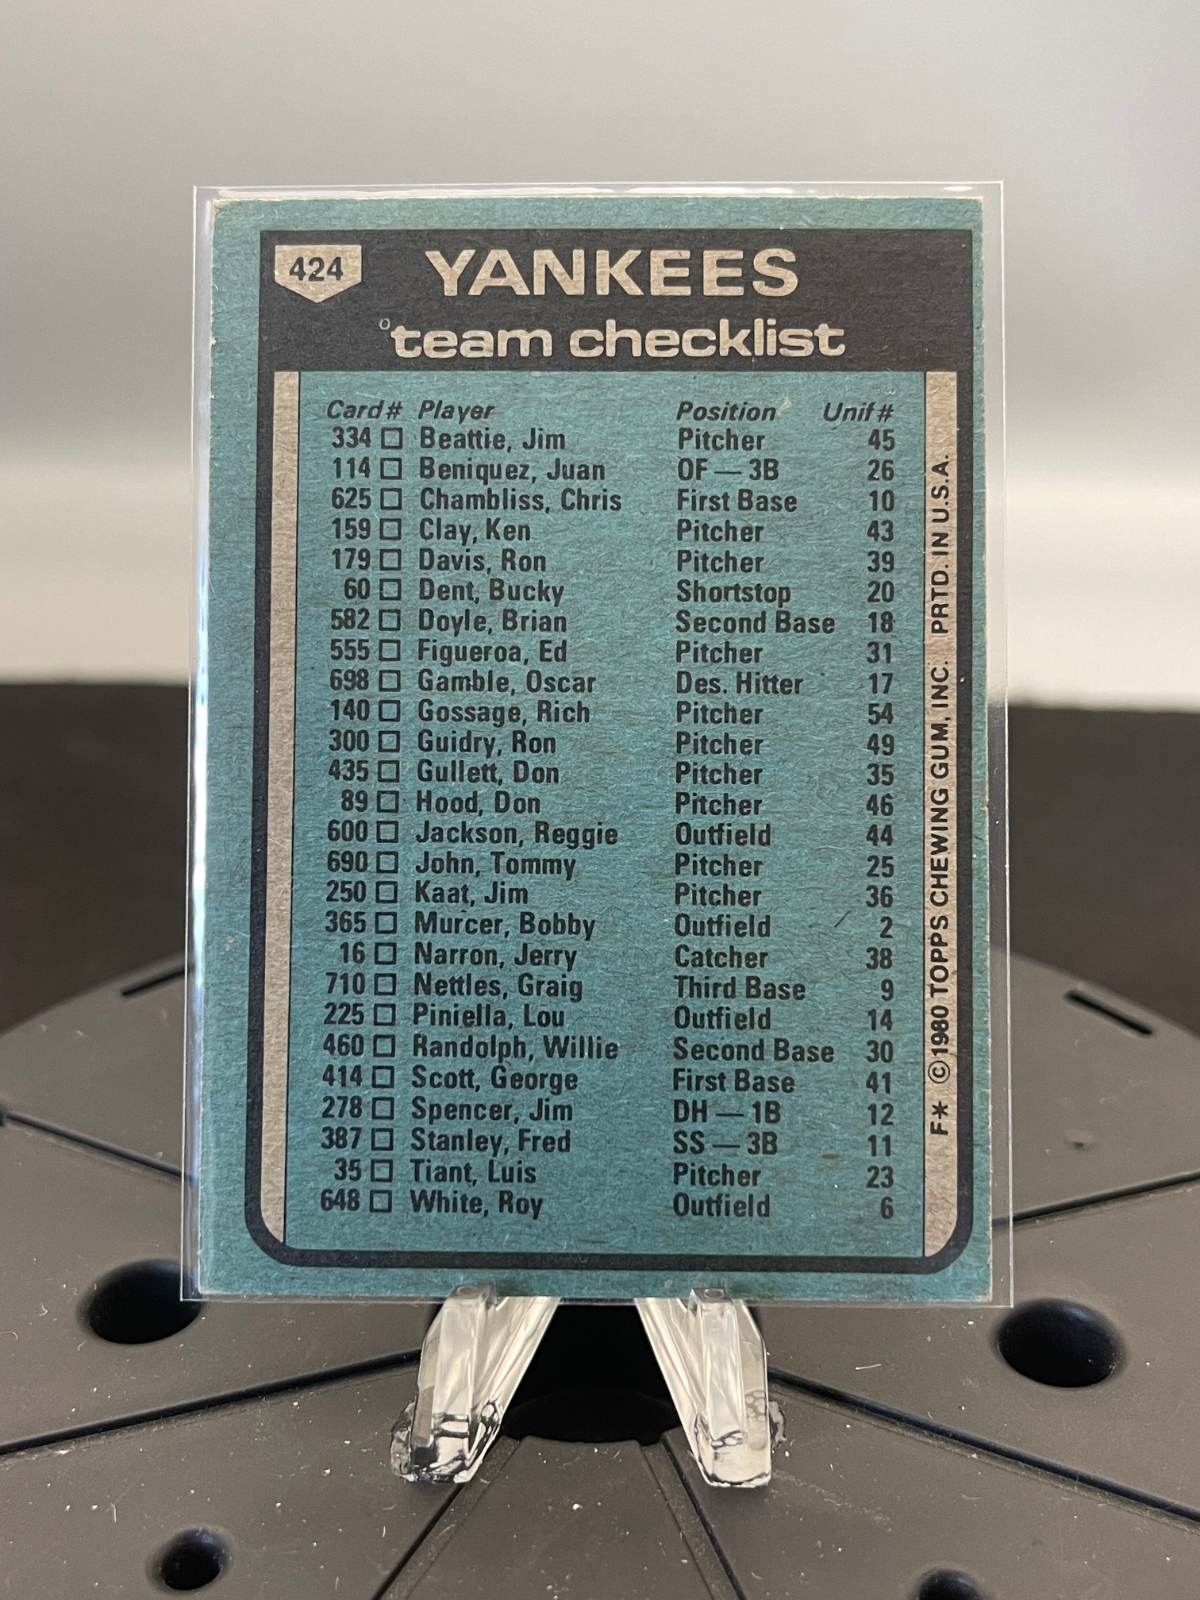 424
YANKEES
team checklist
Card # Player Position Unif #
334 □ Beattie, Jim Pitcher 45
114 □ Beniquez, Juan OF — 3B 26
625 □ Chambliss, Chris First Base 10
159 □ Clay, Ken Pitcher 43
179 □ Davis, Ron Pitcher 39
60 □ Dent, Bucky Shortstop 20
582 □ Doyle, Brian Second Base 18
555 □ Figueroa, Ed Pitcher 31
698 □ Gamble, Oscar Des. Hitter 17
140 □ Gossage, Rich Pitcher 54
300 □ Guidry, Ron Pitcher 49
435 □ Gullett, Don Pitcher 35
89 □ Hood, Don Pitcher 46
600 □ Jackson, Reggie Outfield 44
690 □ John, Tommy Pitcher 25
250 □ Kaat, Jim Pitcher 36
365 □ Murcer, Bobby Outfield 2
16 □ Narron, Jerry Catcher 38
710 □ Nettles, Graig Third Base 9
225 □ Piniella, Lou Outfield 14
460 □ Randolph, Willie Second Base 30
414 □ Scott, George First Base 41
278 □ Spencer, Jim DH — 1B 12
387 □ Stanley, Fred SS — 3B 11
35 □ Tiant, Luis Pitcher 23
648 □ White, Roy Outfield 6
F* © 1980 TOPPS CHEWING GUM, INC. PRTD. IN U.S.A.